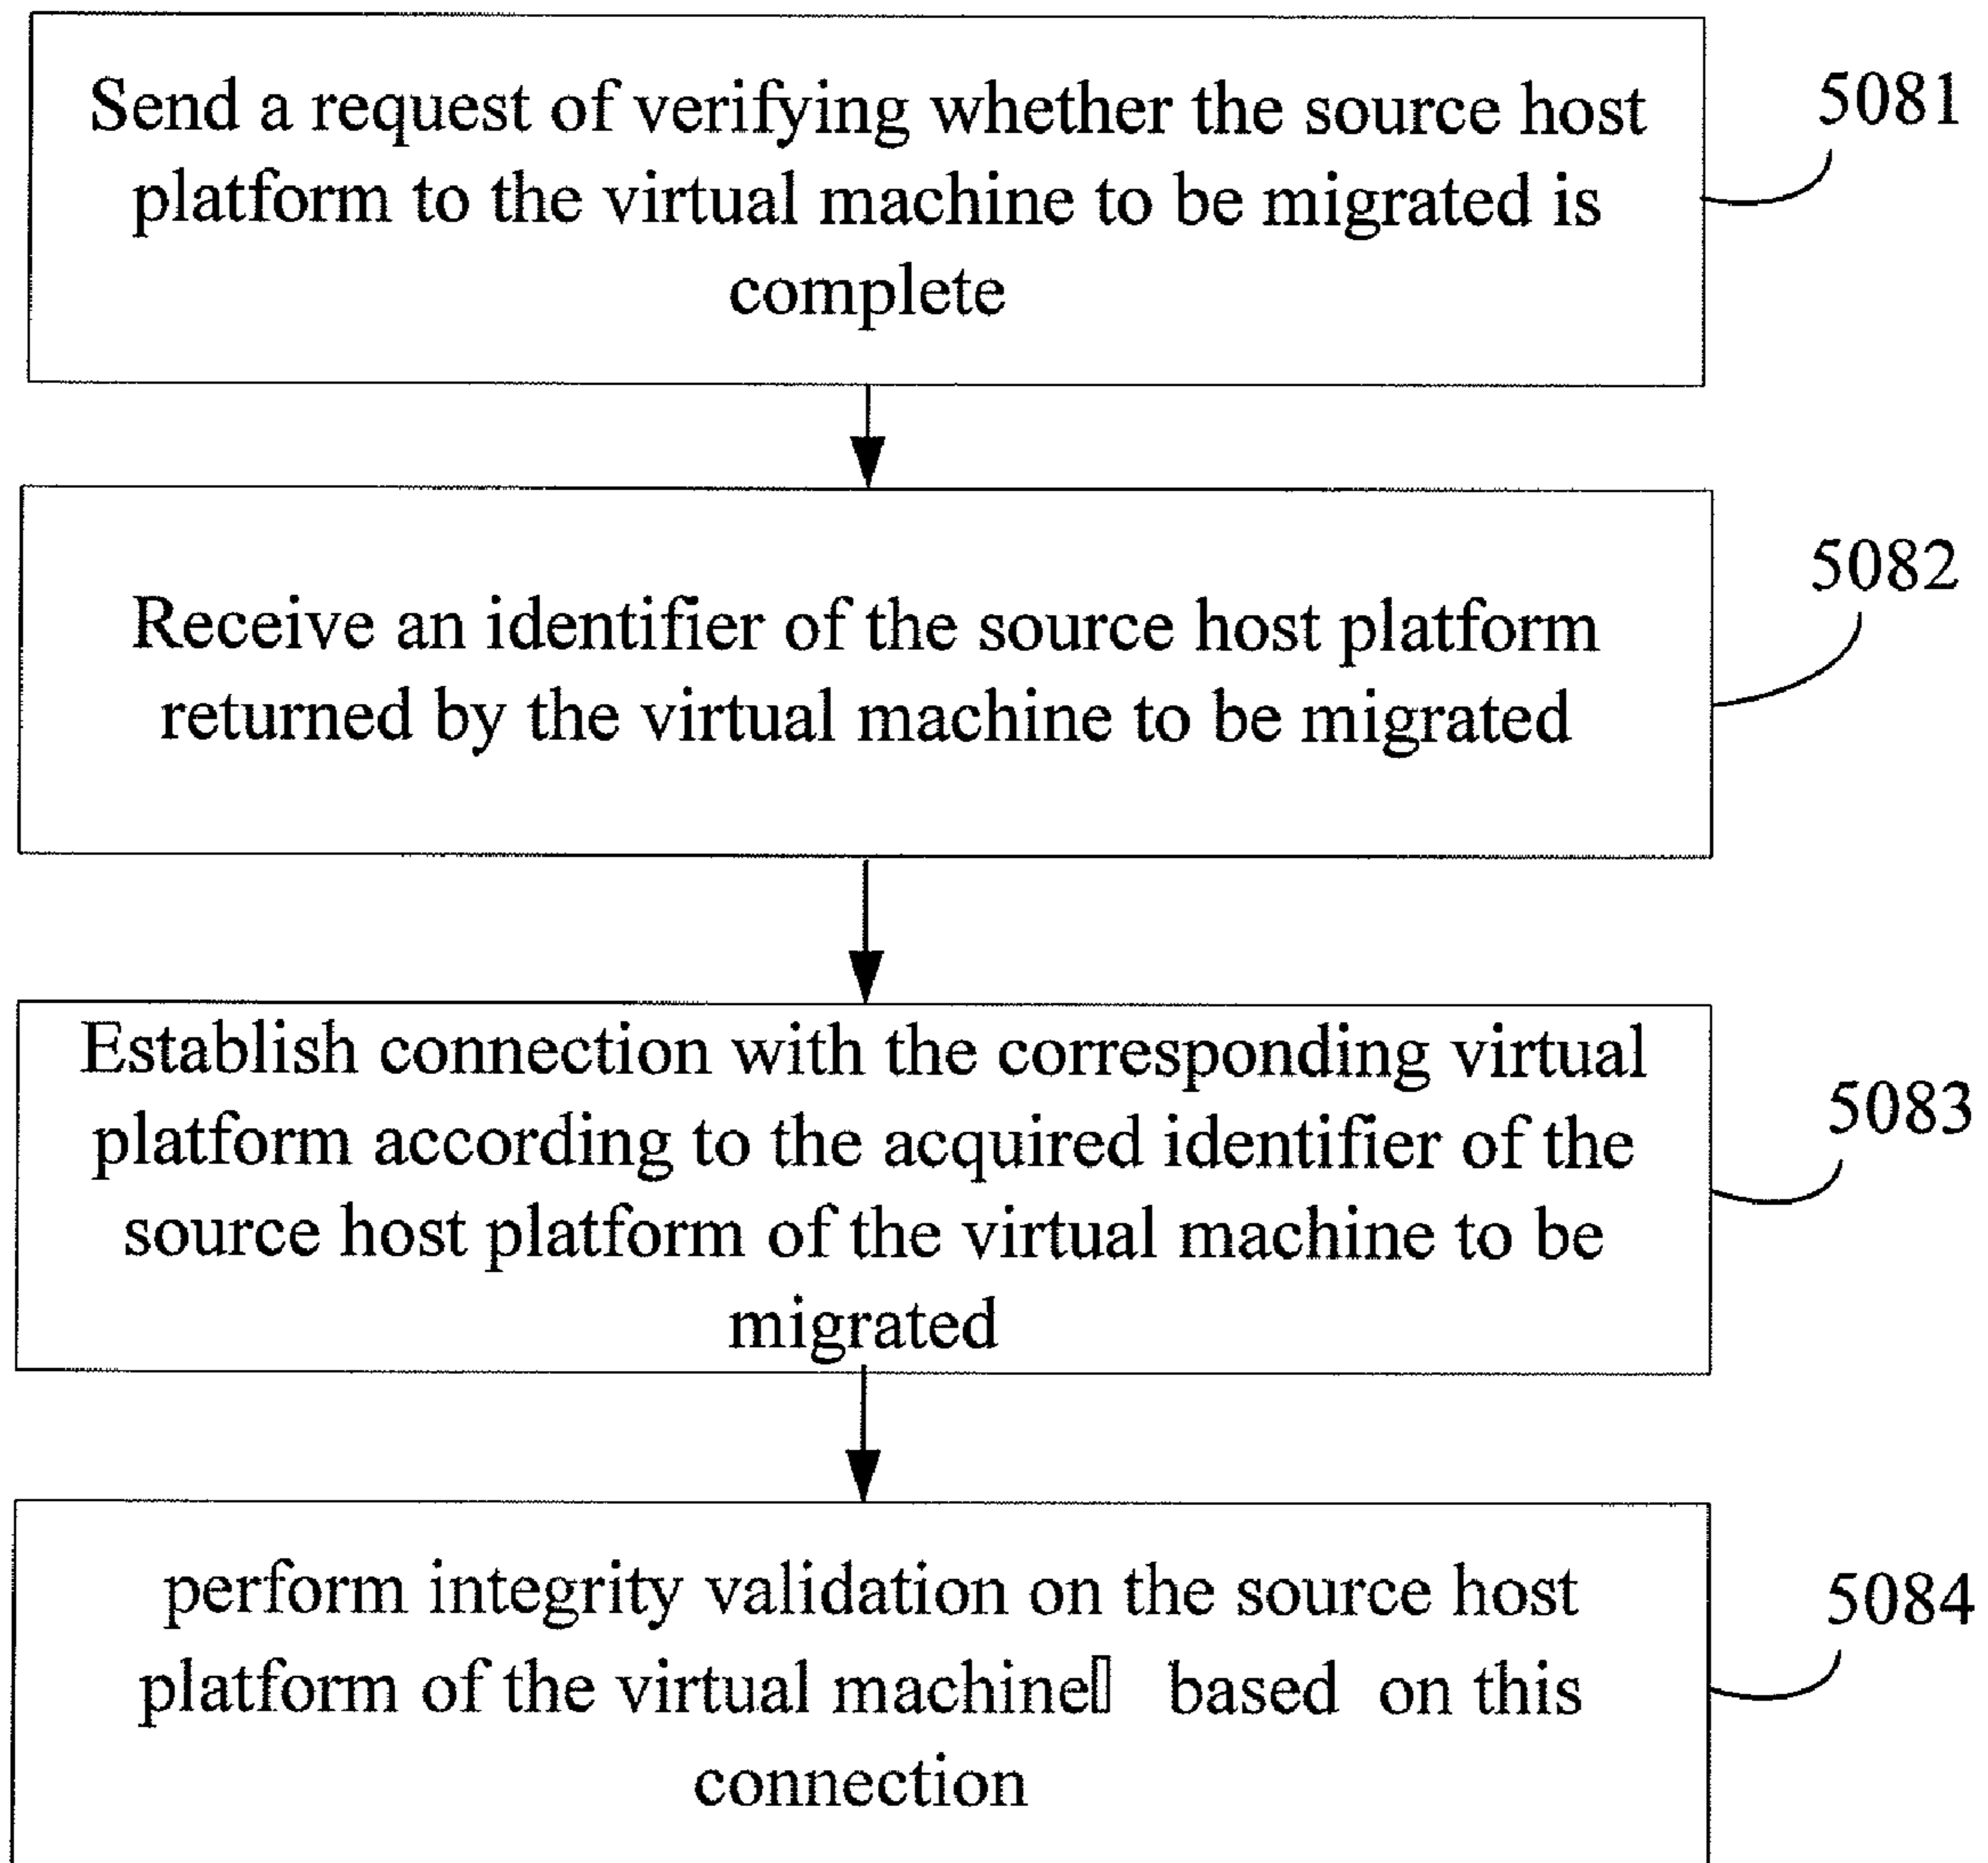 Send a request of verifying whether the source host
platform to the virtual machine to be migrated is
complete
5081
Receive an identifier of the source host platform
returned by the virtual machine to be migrated
5082
Establish connection with the corresponding virtual
platform according to the acquired identifier of the
source host platform of the virtual machine to be
migrated
5083
perform integrity validation on the source host
platform of the virtual machine▯ based on this
connection
5084